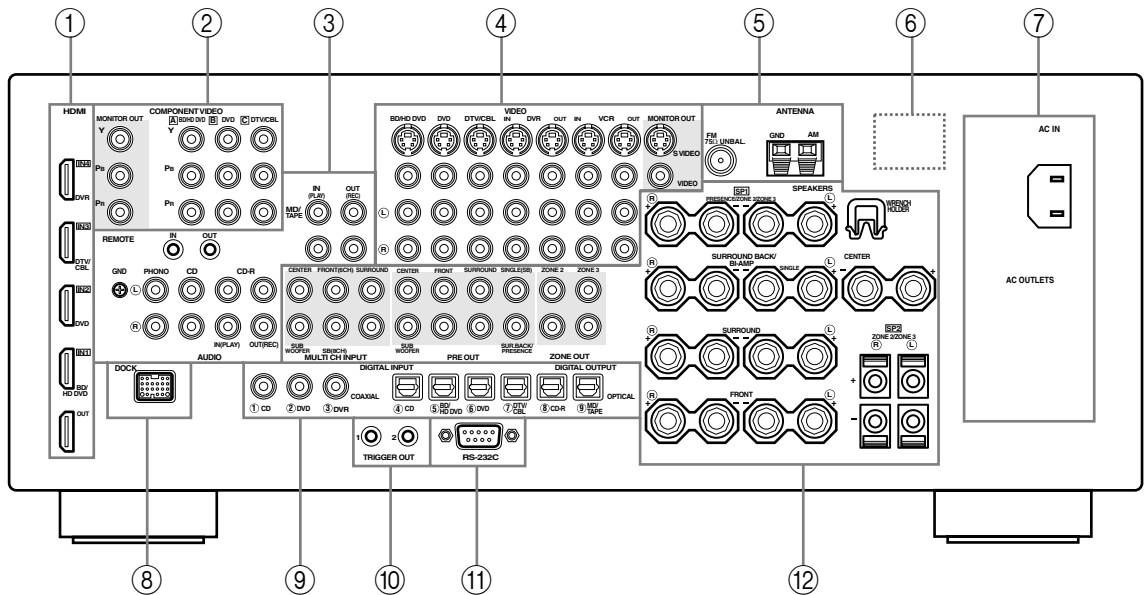 ① ② ③ ④ ⑤ ⑥ ⑦
HDMI
COMPONENT VIDEO
MONITOR OUT
A BD/HD DVD B DVD C DTV/CBL
Y Y
PB PB
PR PR
IN4
DVR
IN3
DTV/
CBL
IN2
DVD
IN1
BD/
HD DVD
OUT
REMOTE
IN OUT
GND PHONO CD CD-R
L
R
IN(PLAY) OUT(REC)
AUDIO
IN
(PLAY)
OUT
(REC)
MD/
TAPE
VIDEO
BD/HD DVD DVD DTV/CBL IN DVR OUT IN VCR OUT MONITOR OUT
S VIDEO
VIDEO
L
R
CENTER FRONT(6CH) SURROUND
SUB
WOOFER
SB(8CH)
MULTI CH INPUT
CENTER FRONT SURROUND SINGLE(SB)
SUB
WOOFER
SUR.BACK/
PRESENCE
PRE OUT
ZONE 2 ZONE 3
ZONE OUT
ANTENNA
FM
75Ω UNBAL.
GND AM
SP1
SPEAKERS
PRESENCE/ZONE 2/ZONE 3
R L
+ +
WRENCH
HOLDER
SURROUND BACK/
BI-AMP
SINGLE
R L
+ +
CENTER
– +
SURROUND
R L
+ +
FRONT
R L
+ +
SP2
ZONE 2/ZONE 3
R L
+
–
AC IN
AC OUTLETS
DOCK
DIGITAL INPUT
DIGITAL OUTPUT
① CD ② DVD ③ DVR
COAXIAL
④ CD ⑤ BD/
HD DVD
⑥ DVD ⑦ DTV/
CBL
⑧ CD-R ⑨ MD/
TAPE
OPTICAL
1 2
TRIGGER OUT
RS-232C
⑧ ⑨ ⑩ ⑪ ⑫